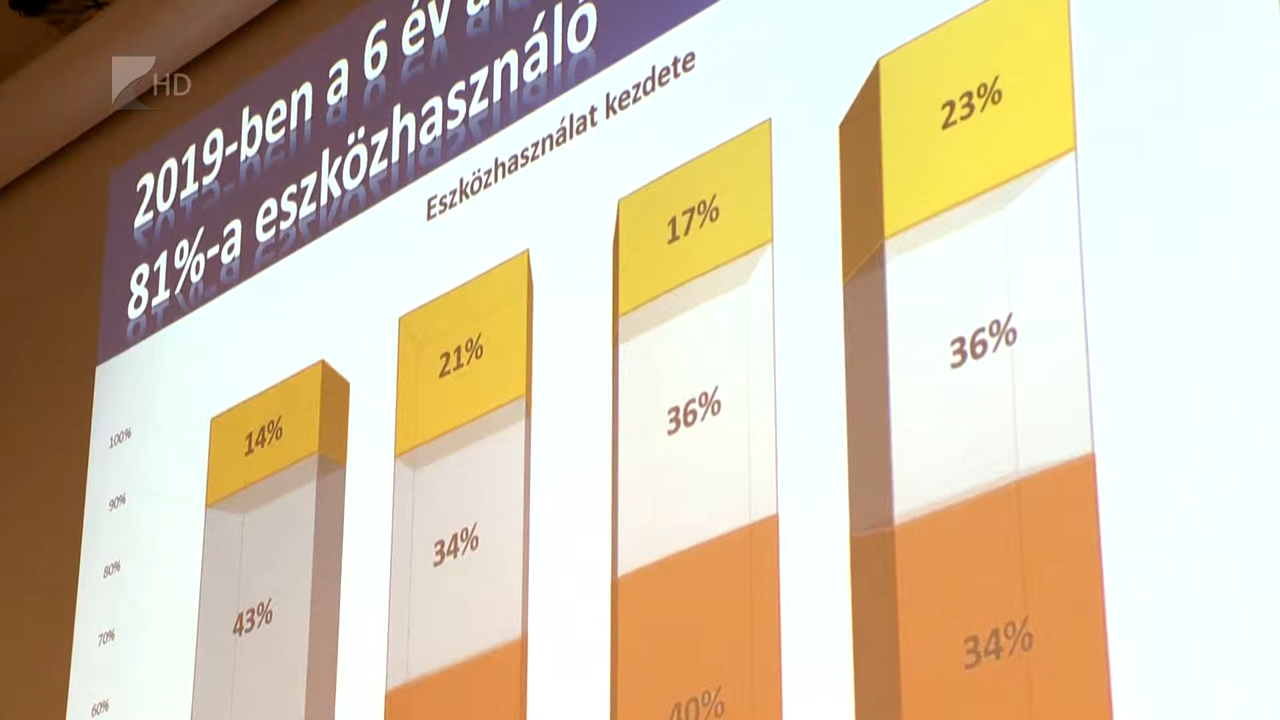 HD
2019-ben a 6 év
81%-a eszközhasználó
Eszközhasználat kezdete
14% 21% 17% 23%
43% 34% 36% 36%
40% 34%
100%
90%
80%
70%
60%